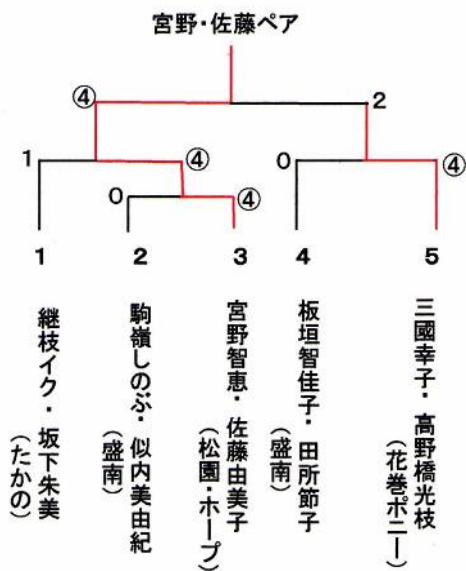 宮野・佐藤ペア
④
2
1
④
0
④
0
④
1
2
3
4
5
継枝イク・坂下朱美
(たかの)
駒嶺しのぶ・似内美由紀
(盛南)
宮野智恵・佐藤由美子
(松園・ホープ)
板垣智佳子・田所節子
(盛南)
三國幸子・高野橋光枝
(花巻ポニー)